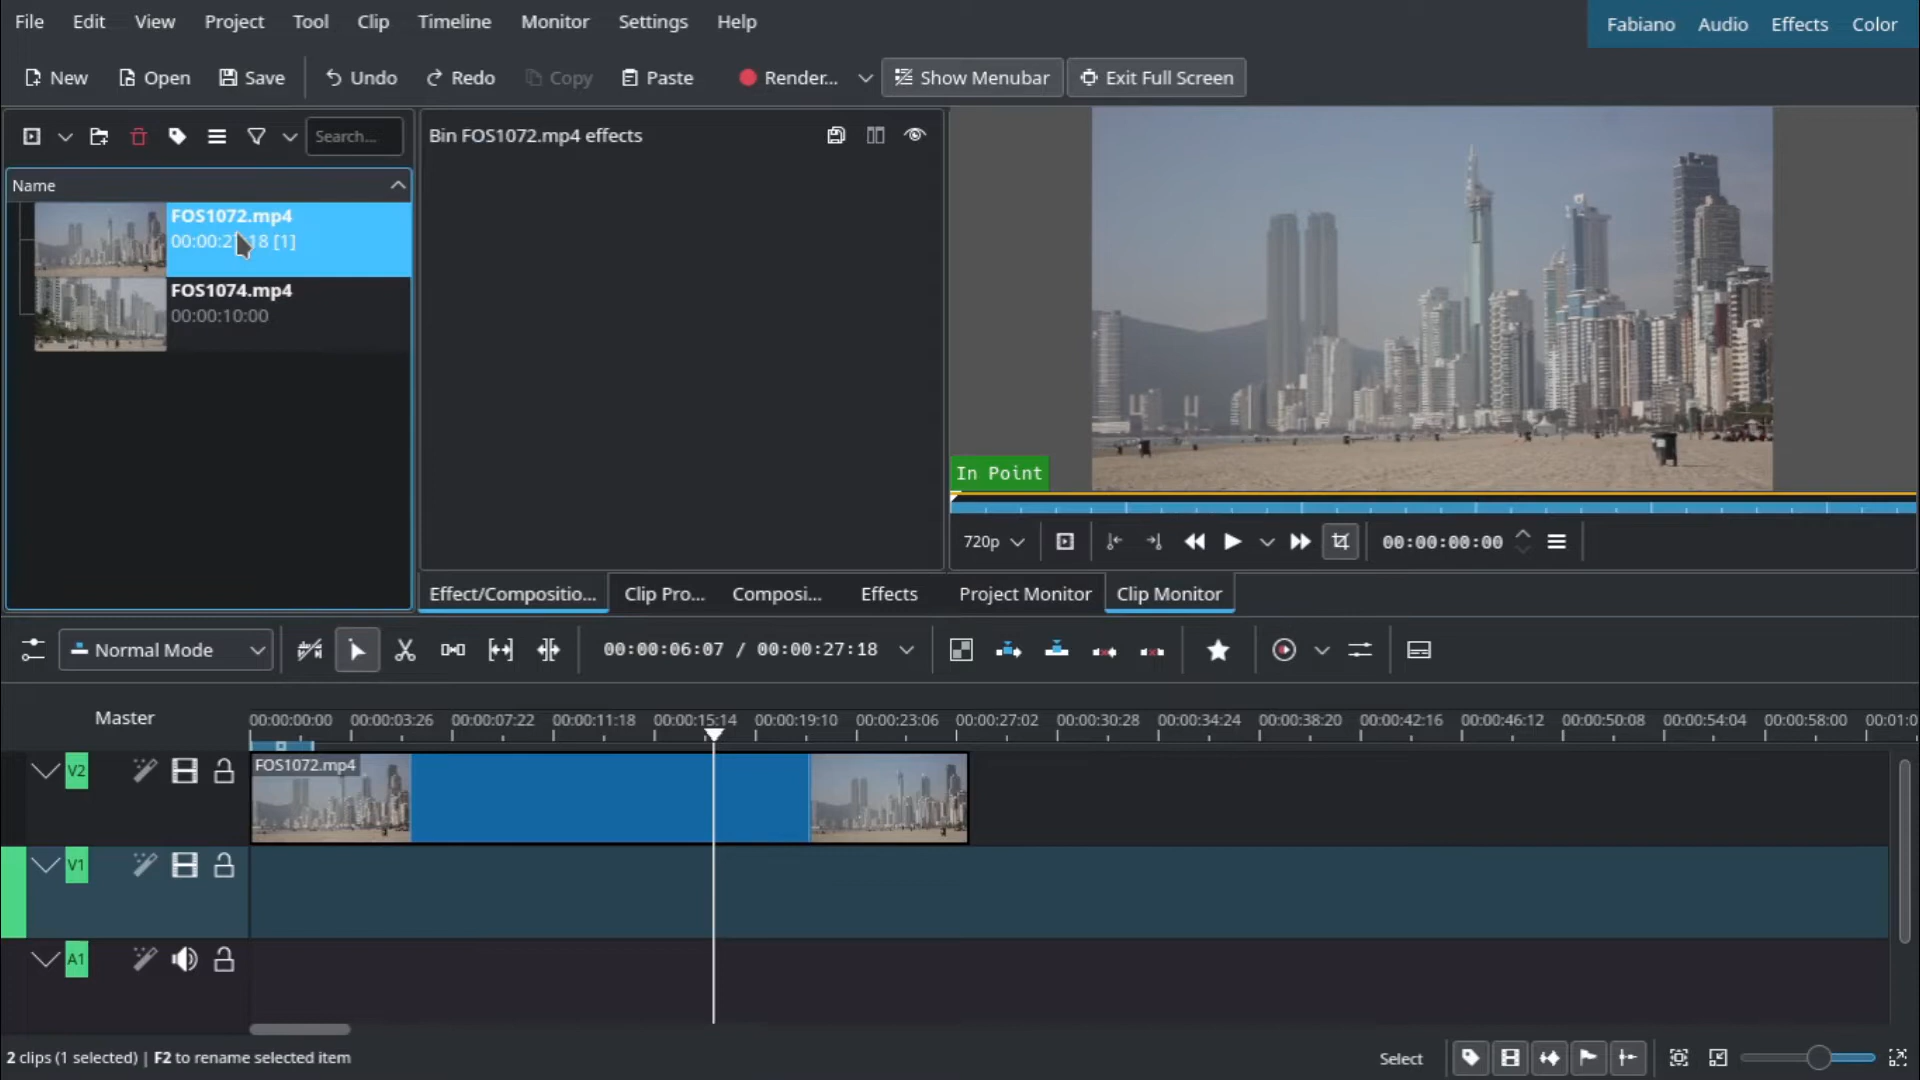 File Edit View Project Tool Clip Timeline Monitor Settings Help
Fabiano Audio Effects Color
New Open Save Undo Redo Copy Paste Render... Show Menubar Exit Full Screen
Search...
Bin FOS1072.mp4 effects
Name
FOS1072.mp4
18 [1]
FOS1074.mp4
00:00:10:00
In Point
720p 00:00:00:00
Effect/Compositio... Clip Pro... Composi... Effects Project Monitor Clip Monitor
Normal Mode 00:00:06:07 / 00:00:27:18
Master 00:00:00:00 00:00:03:26 00:00:07:22 00:00:11:18 00:00:15:14 00:00:19:10 00:00:23:06 00:00:27:02 00:00:30:28 00:00:34:24 00:00:38:20 00:00:42:16 00:00:46:12 00:00:50:08 00:00:54:04 00:00:58:00 00:01:0
V2 FOS1072.mp4
V1
A1
2 clips (1 selected) | F2 to rename selected item Select